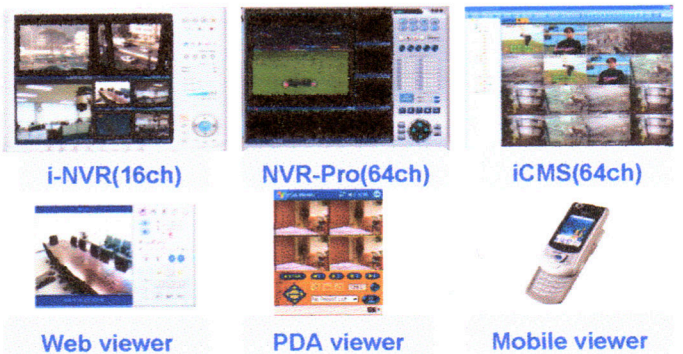 i-NVR(16ch)
NVR-Pro(64ch)
iCMS(64ch)
Web viewer
PDA viewer
Mobile viewer